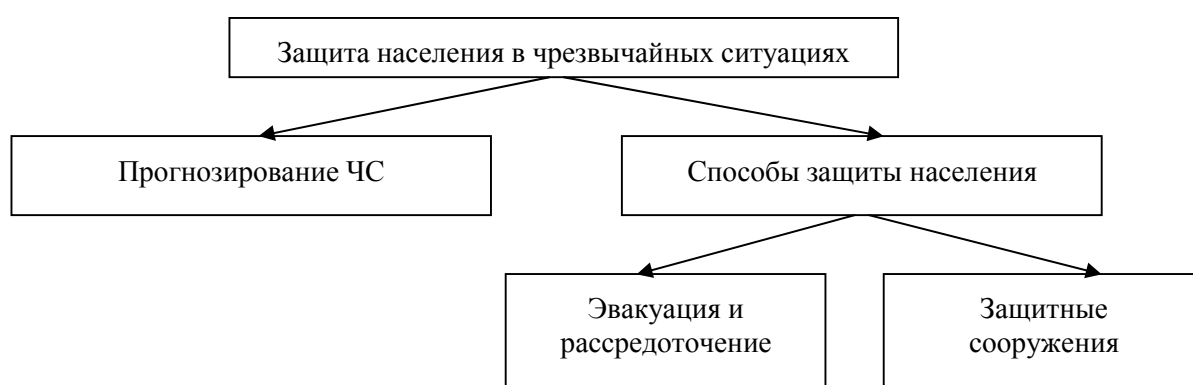 Защита населения в чрезвычайных ситуациях
Прогнозирование ЧС
Способы защиты населения
Эвакуация и
рассредоточение
Защитные
сооружения